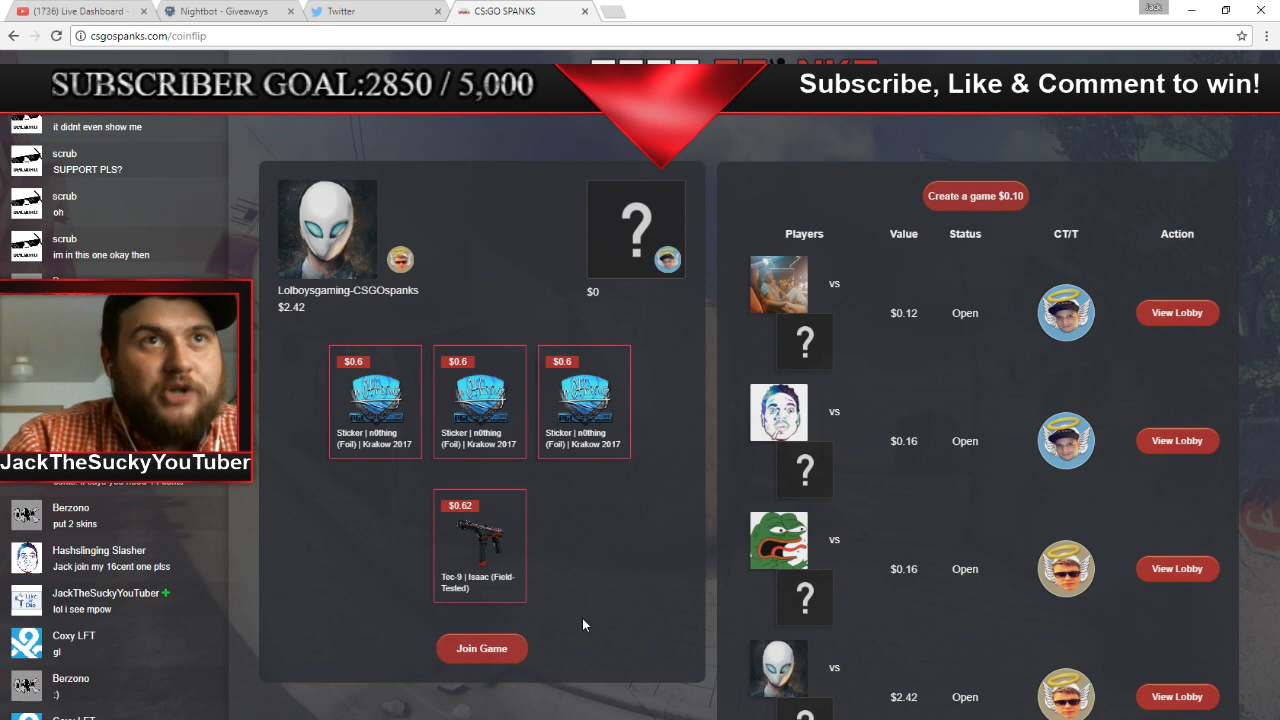 (1736) Live Dashboard -
Nightbot - Giveaways
Twitter
CS:GO SPANKS
Jack
csgospanks.com/coinflip
SUBSCRIBER GOAL:2850 / 5,000
Subscribe, Like & Comment to win!
it didnt even show me
scrub
SUPPORT PLS?
scrub
oh
scrub
im in this one okay then
JackTheSuckyYouTuber
Berzono
put 2 skins
Hashslinging Slasher
Jack join my 16cent one plss
JackTheSuckyYouTuber +
lol i see mpow
Coxy LFT
gl
Berzono
:)
Coxy LFT
Lolboysgaming-CSGOspanks
$2.42
?
$0
$0.6
Sticker | n0thing
(Foil) | Krakow 2017
$0.6
Sticker | n0thing
(Foil) | Krakow 2017
$0.6
Sticker | n0thing
(Foil) | Krakow 2017
$0.62
Tec-9 | Isaac (Field-
Tested)
Join Game
Create a game $0.10
Players Value Status CT/T Action
vs
?
$0.12 Open View Lobby
vs
?
$0.16 Open View Lobby
vs
?
$0.16 Open View Lobby
vs
?
$2.42 Open View Lobby